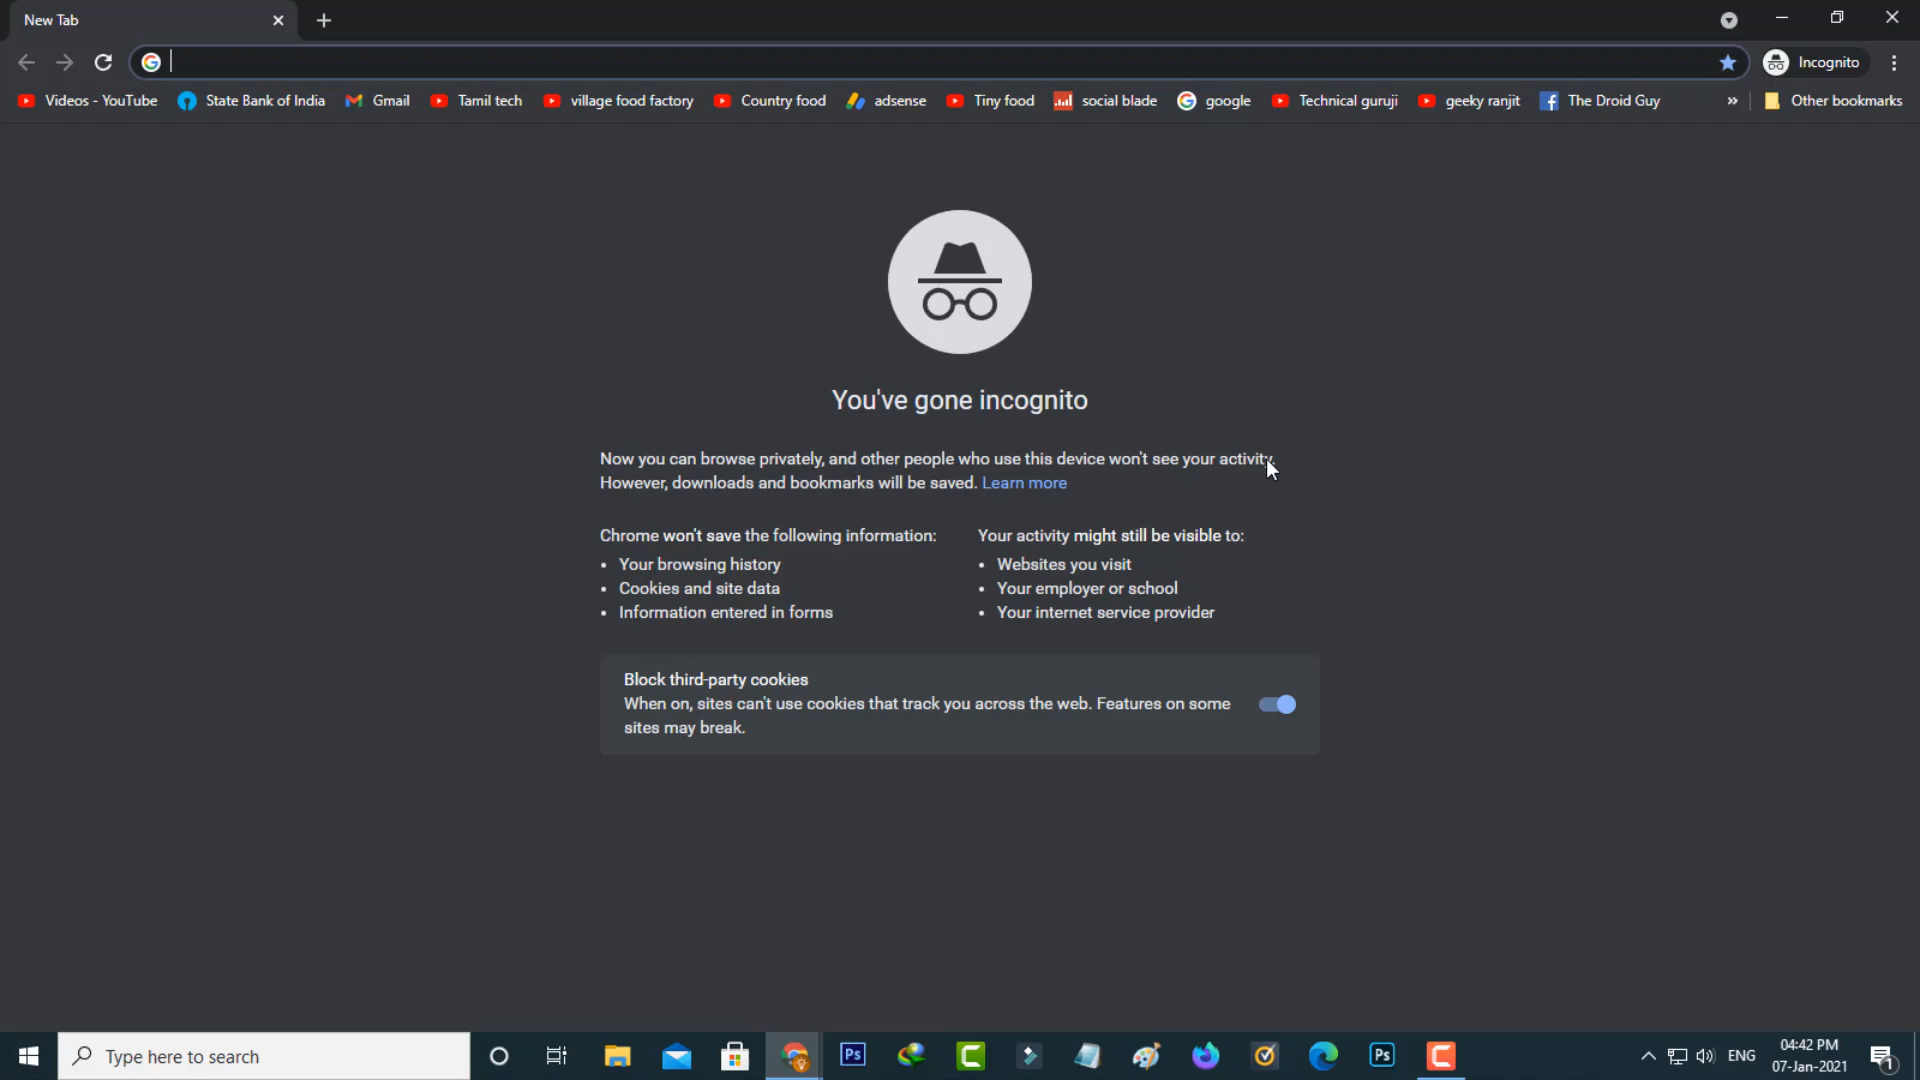 New Tab
Incognito
Videos - YouTube State Bank of India Gmail Tamil tech village food factory Country food adsense Tiny food social blade google Technical guruji geeky ranjit The Droid Guy » Other bookmarks
You've gone incognito
Now you can browse privately, and other people who use this device won't see your activity.
However, downloads and bookmarks will be saved. Learn more
Chrome won't save the following information:
• Your browsing history
• Cookies and site data
• Information entered in forms
Your activity might still be visible to:
• Websites you visit
• Your employer or school
• Your internet service provider
Block third-party cookies
When on, sites can't use cookies that track you across the web. Features on some
sites may break.
Type here to search
Ps
Ps
ENG
04:42 PM
07-Jan-2021
1